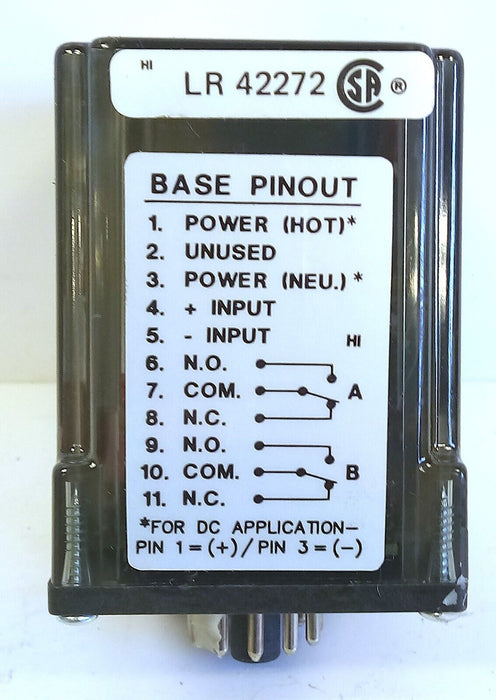 HI
LR 42272 CSA ®
BASE PINOUT
1. POWER (HOT)*
2. UNUSED
3. POWER (NEU.)*
4. + INPUT
5. - INPUT HI
6. N.O.
7. COM. A
8. N.C.
9. N.O.
10. COM. B
11. N.C.
*FOR DC APPLICATION—
PIN 1=(+)/PIN 3=(-)